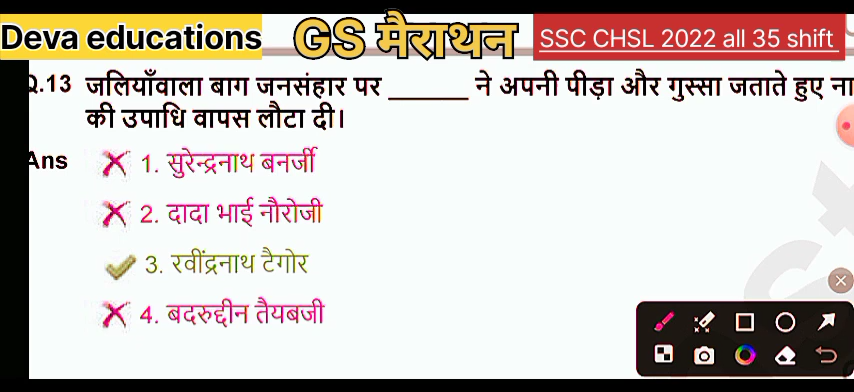 Deva educations GS मैराथन SSC CHSL 2022 all 35 shift
Q.13 जलियाँवाला बाग जनसंहार पर ______ ने अपनी पीड़ा और गुस्सा जताते हुए ना
की उपाधि वापस लौटा दी।
Ans 1. सुरेन्द्रनाथ बनर्जी
2. दादा भाई नौरोजी
3. रवींद्रनाथ टैगोर
4. बदरुद्दीन तैयबजी